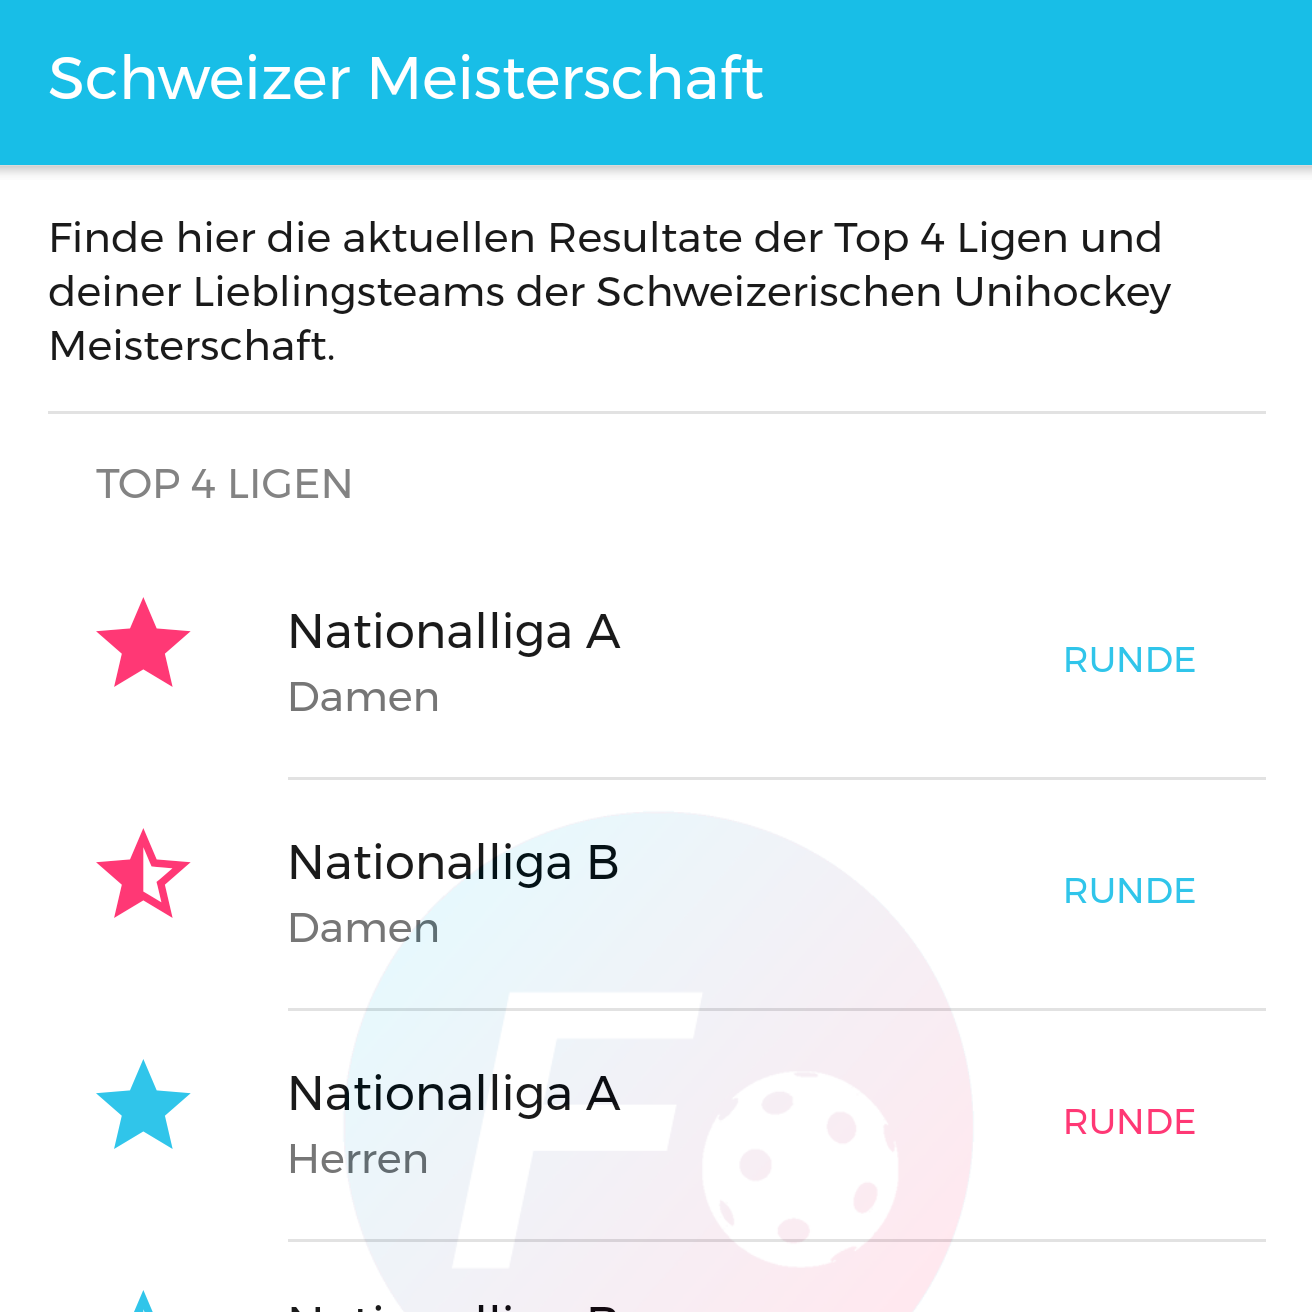 Schweizer Meisterschaft
Finde hier die aktuellen Resultate der Top 4 Ligen und
deiner Lieblingsteams der Schweizerischen Unihockey
Meisterschaft.
TOP 4 LIGEN
Nationalliga A
RUNDE
Damen
Nationalliga B
RUNDE
Damen
F
Nationalliga A
RUNDE
Herren